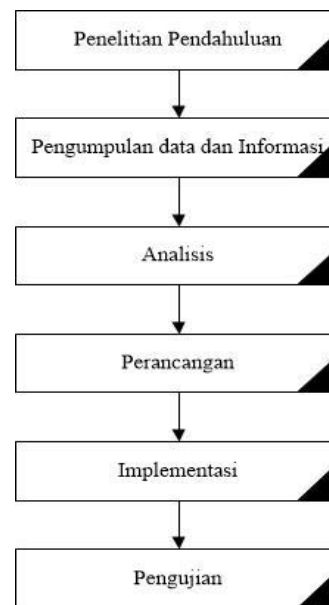 Penelitian Pendahuluan
Pengumpulan data dan Informasi
Analisis
Perancangan
Implementasi
Pengujian